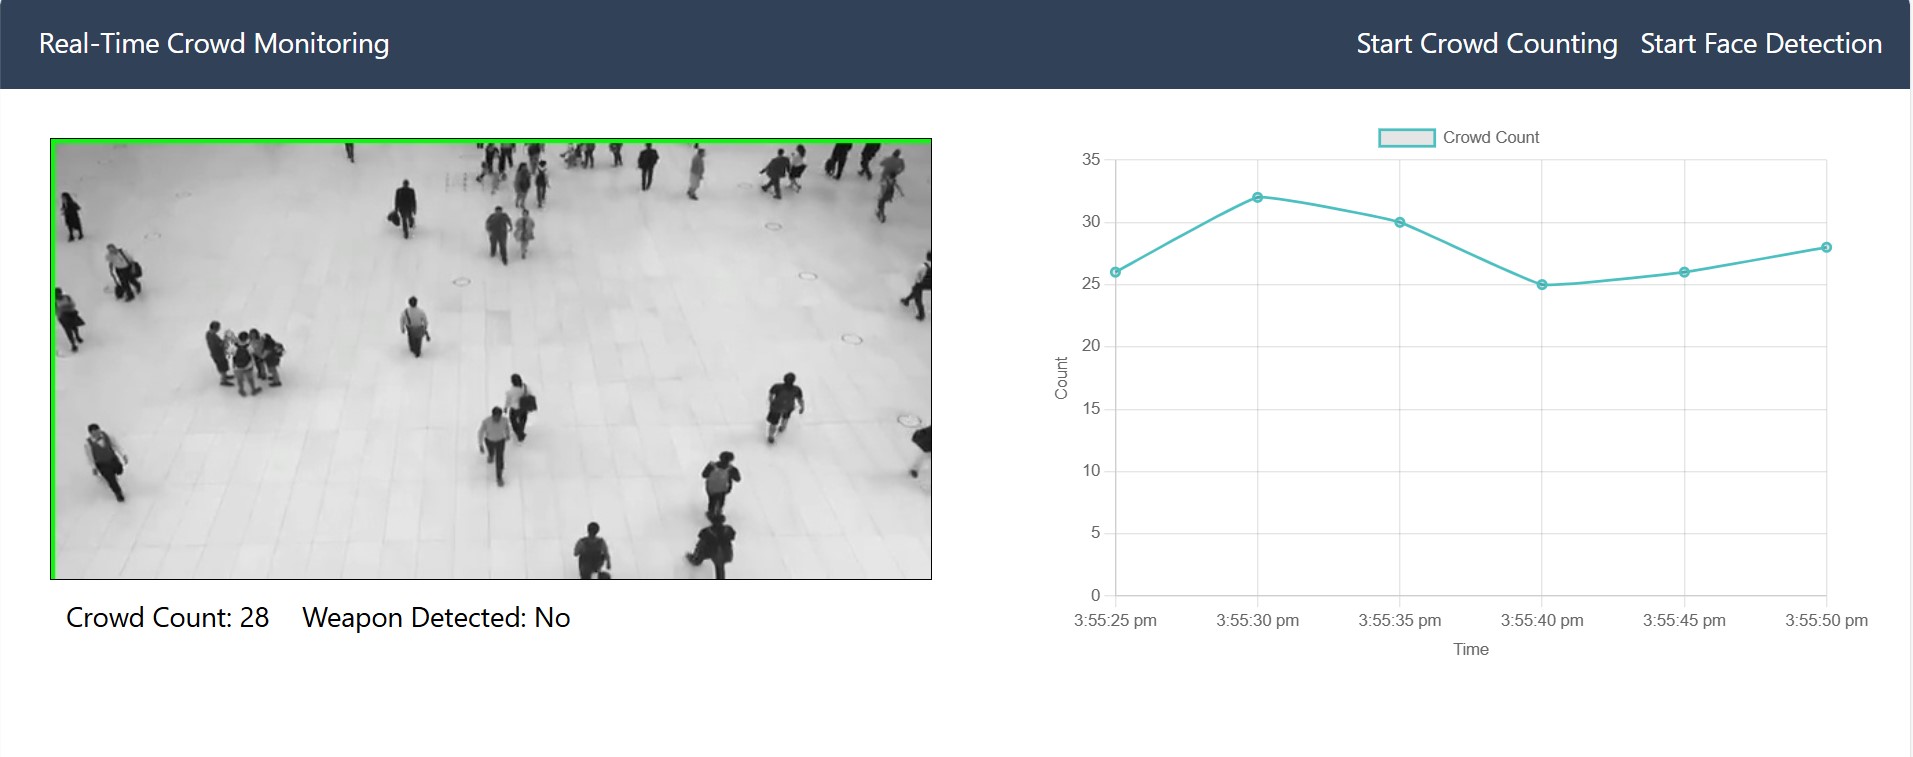 Real-Time Crowd Monitoring
Start Crowd Counting
Start Face Detection
Crowd Count: 28
Weapon Detected: No
Crowd Count
35
30
25
20
15
10
5
0
Count
3:55:25 pm
3:55:30 pm
3:55:35 pm
3:55:40 pm
3:55:45 pm
3:55:50 pm
Time